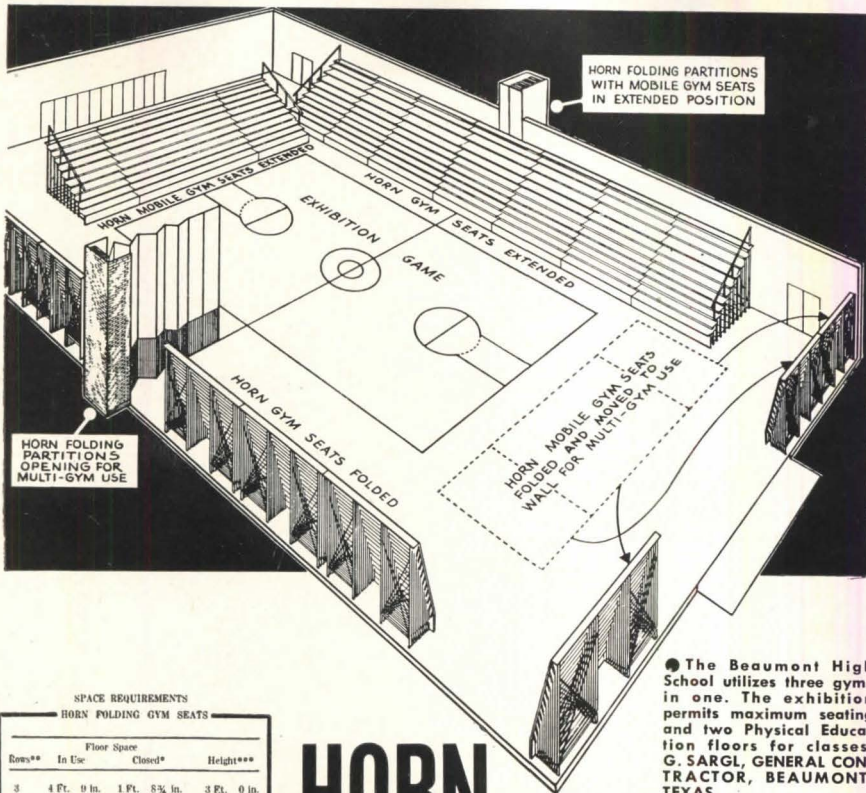 HORN FOLDING PARTITIONS
WITH MOBILE GYM SEATS
IN EXTENDED POSITION
HORN MOBILE GYM SEATS EXTENDED
HORN GYM SEATS EXTENDED
EXHIBITION
GAME
HORN MOBILE GYM SEATS
FOLDED AND MOVED TO
WALL FOR MULTI-GYM USE
HORN FOLDING
PARTITIONS
OPENING FOR
MULTI-GYM USE
HORN GYM SEATS FOLDED
SPACE REQUIREMENTS
HORN FOLDING GYM SEATS
Floor Space
Rows** In Use Closed* Height***
3 4 Ft. 9 in. 1 Ft. 8¾ in. 3 Ft. 0 in.
HORN
The Beaumont High
School utilizes three gym
in one. The exhibition
permits maximum seating
and two Physical Educa
tion floors for classes
G. SARGL, GENERAL CON
TRACTOR, BEAUMONT
TEXAS